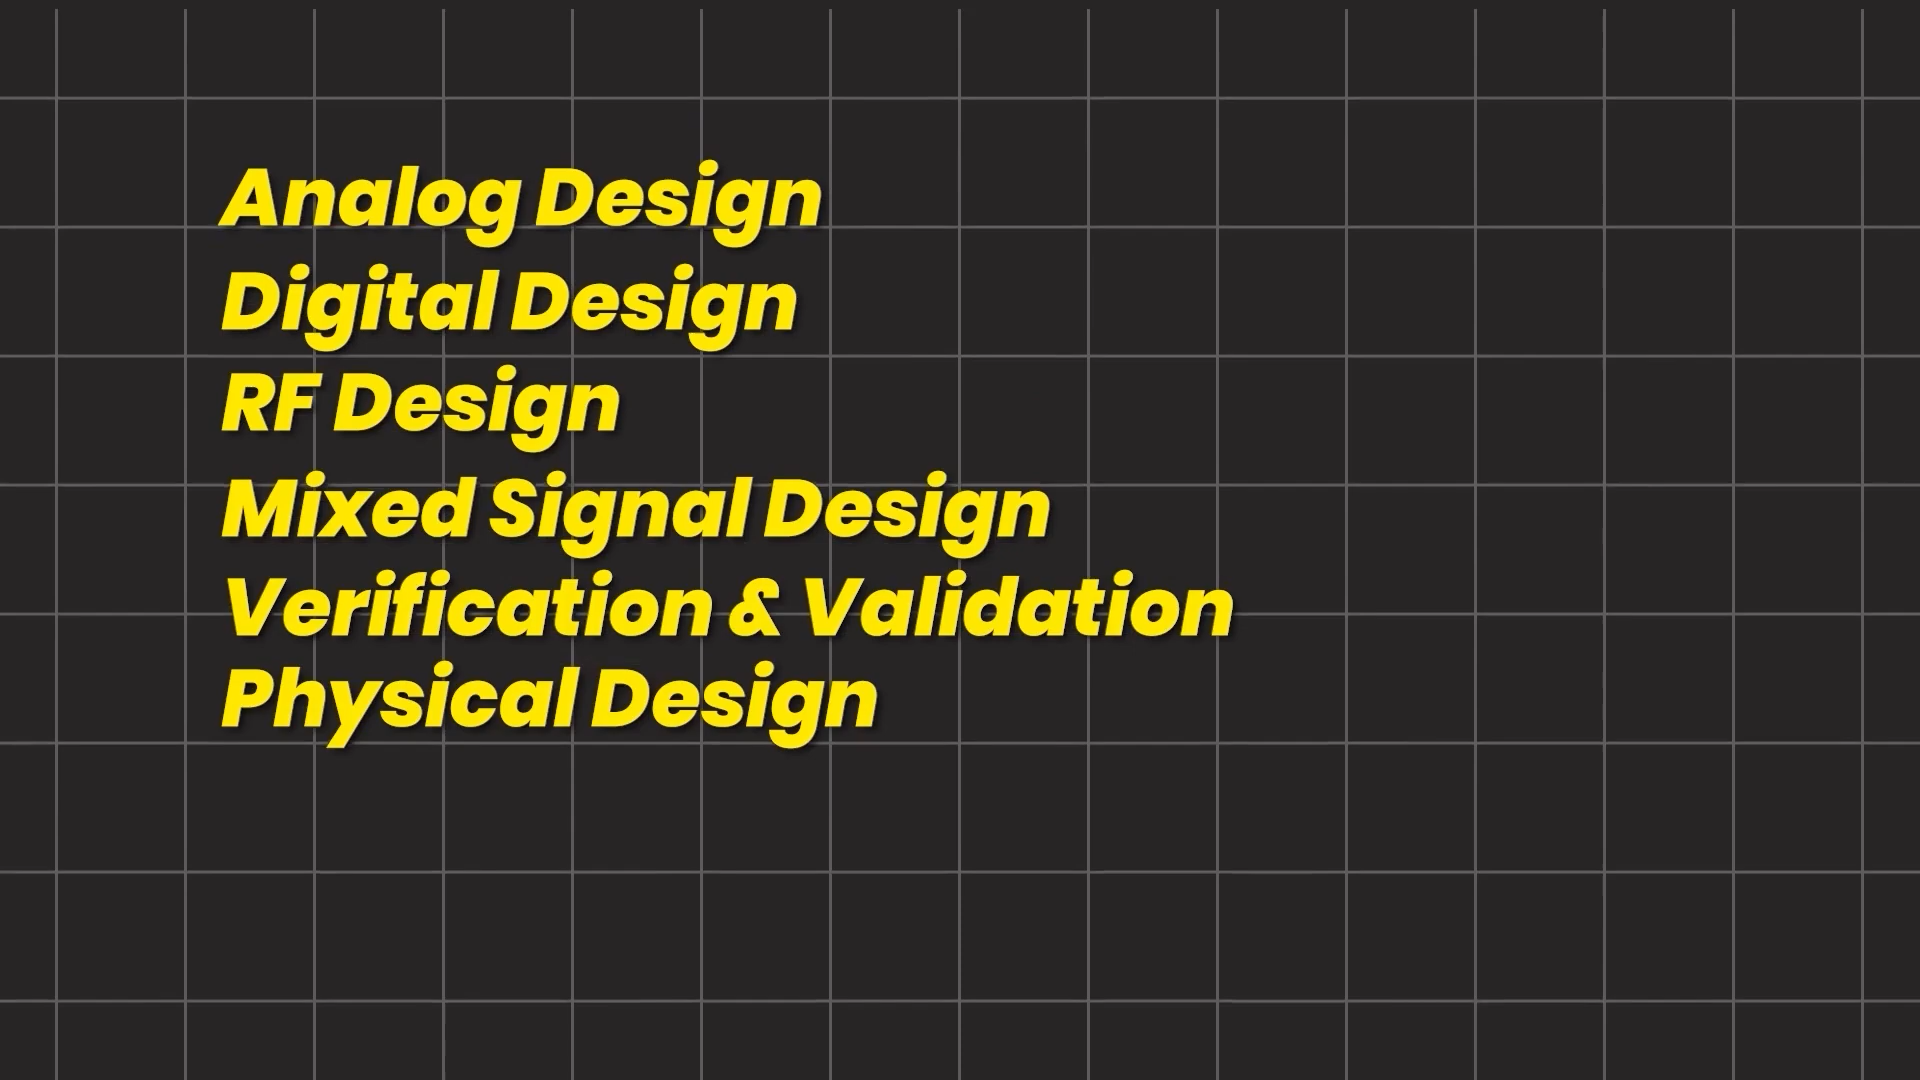 Analog Design
Digital Design
RF Design
Mixed Signal Design
Verification & Validation
Physical Design